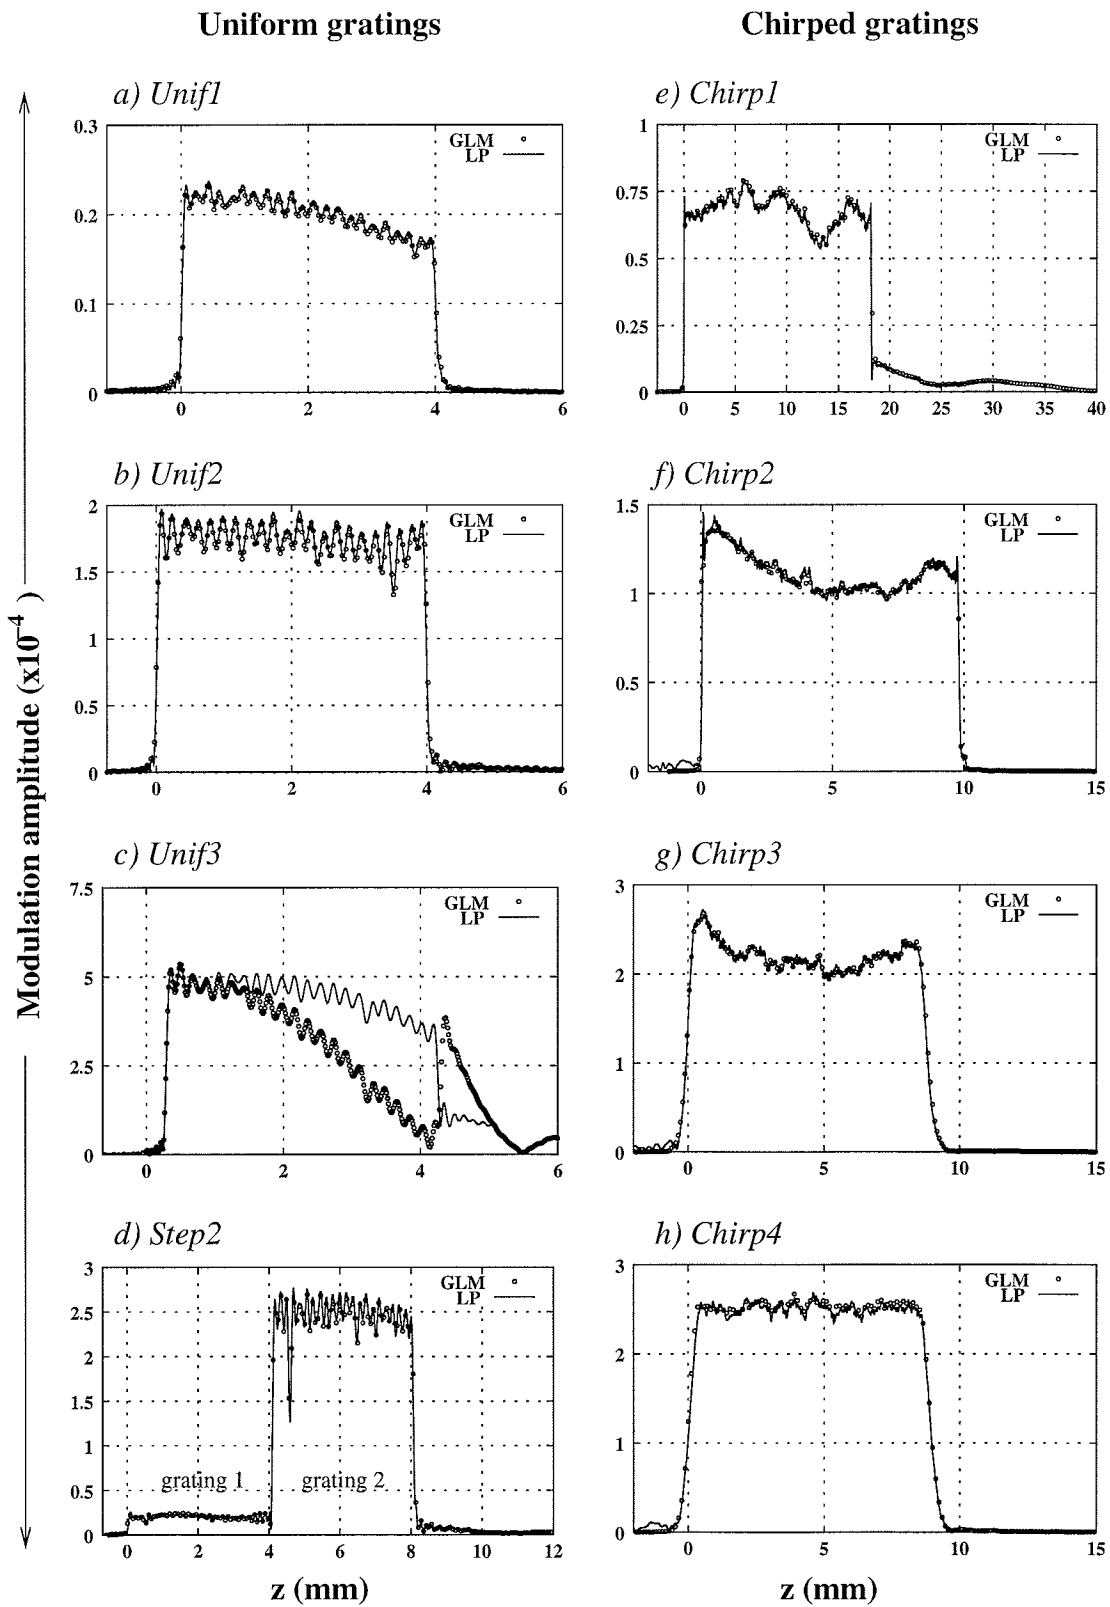 Uniform gratings
Chirped gratings
Modulation amplitude (x10⁻⁴)
a) Unif1
GLM
LP
0.3
0.2
0.1
0
0 2 4 6
b) Unif2
GLM
LP
2
1.5
1
0.5
0
0 2 4 6
c) Unif3
GLM
LP
7.5
5
2.5
0
0 2 4 6
d) Step2
GLM
LP
3
2.5
2
1.5
1
0.5
0
grating 1 grating 2
0 2 4 6 8 10 12
z (mm)
e) Chirp1
GLM
LP
1
0.75
0.5
0.25
0
0 5 10 15 20 25 30 35 40
f) Chirp2
GLM
LP
1.5
1
0.5
0
0 5 10 15
g) Chirp3
GLM
LP
3
2
1
0
0 5 10 15
h) Chirp4
GLM
LP
3
2
1
0
0 5 10 15
z (mm)